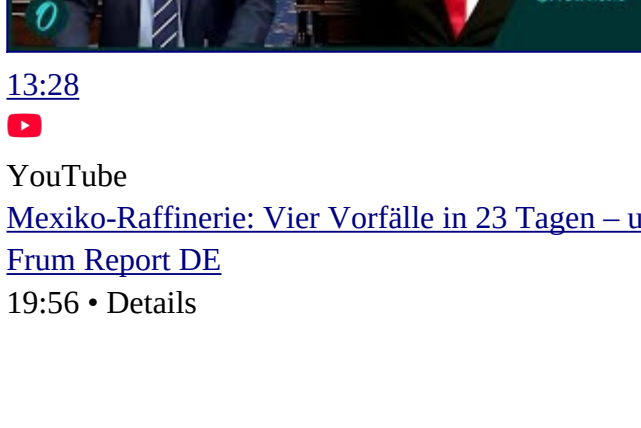 13:28
YouTube
Mexiko-Raffinerie: Vier Vorfälle in 23 Tagen –
Frum Report DE
19:56 • Details